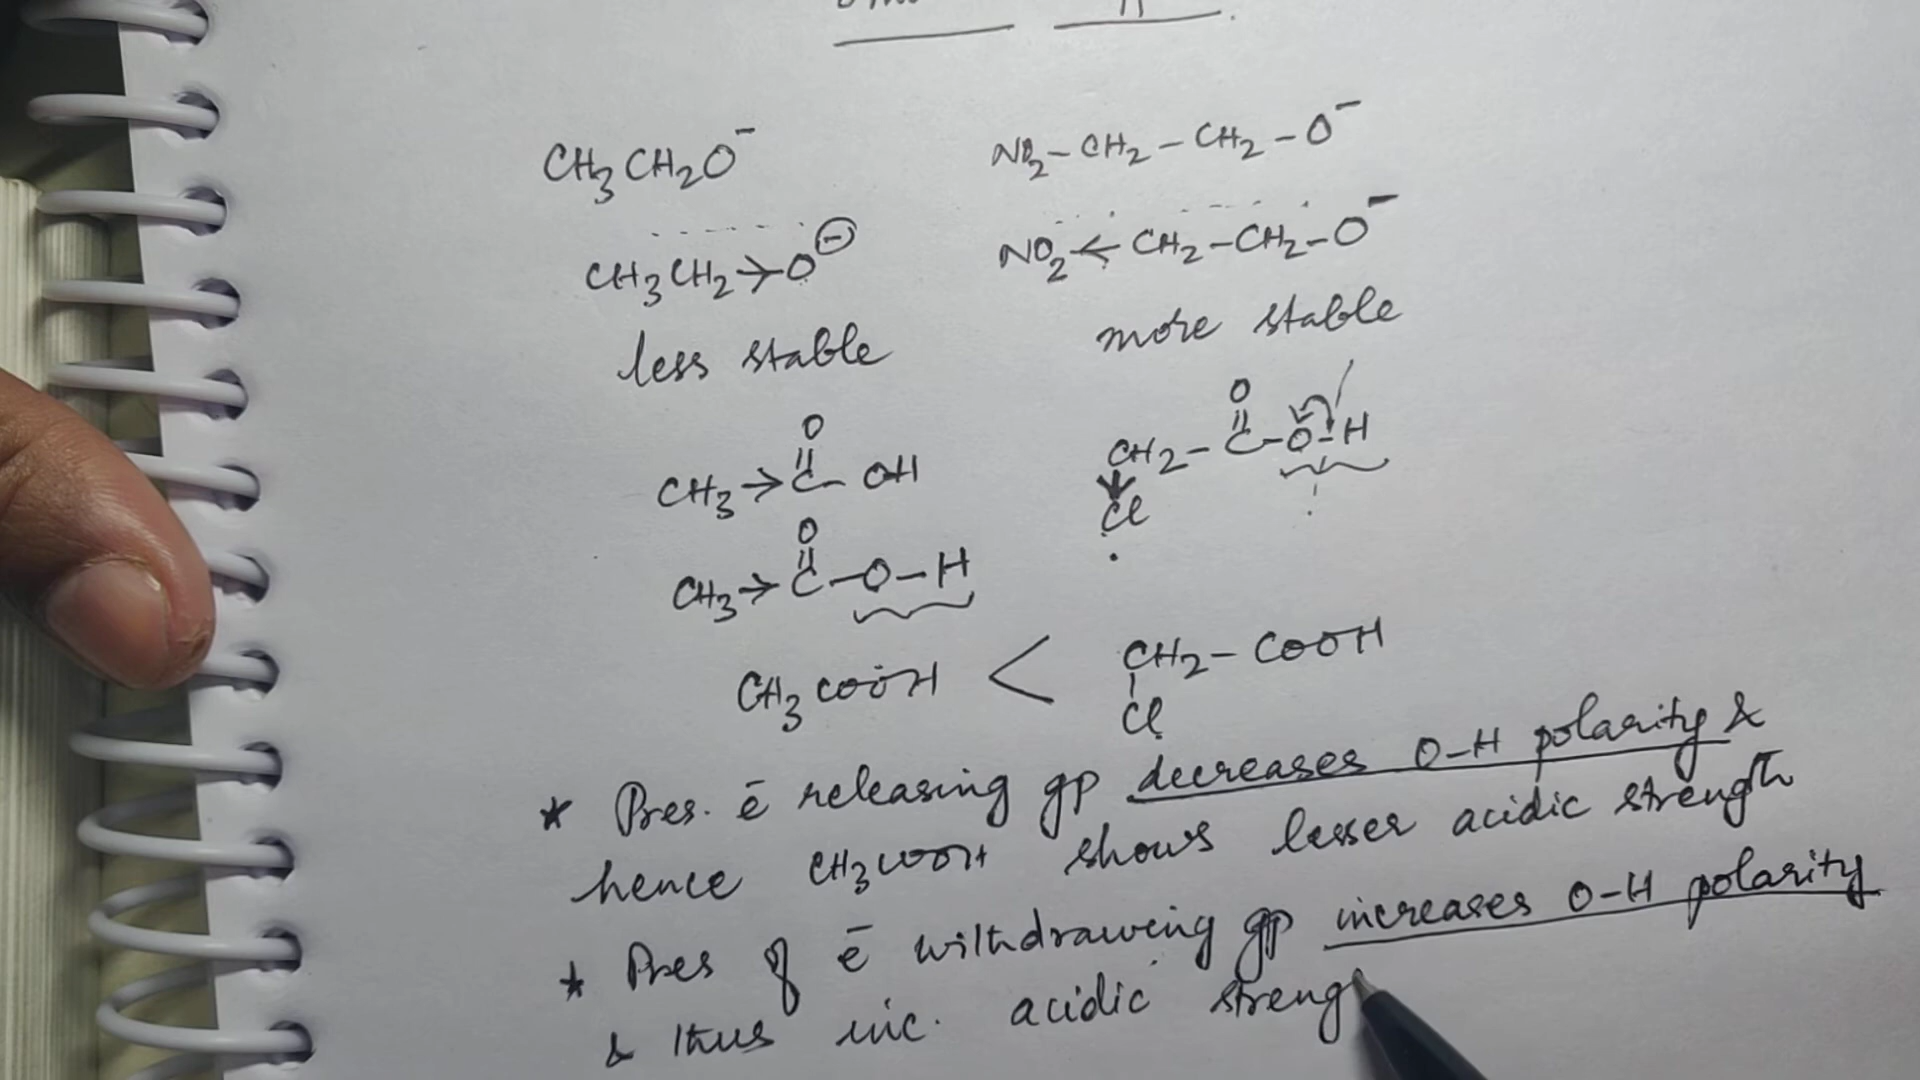 CH3CH2O⁻
NO2-CH2-CH2-O⁻
CH3CH2→O⊖
NO2←CH2-CH2-O⁻
less stable
more stable
O
CH3→C-OH
O
CH2-C-O-H
Cl
O
CH3→C-O-H
CH3COOH < CH2-COOH
Cl
* Pres. ē releasing gp decreases O-H polarity &
hence CH3COOH shows lesser acidic strength
* Pres of ē withdrawing gp increases O-H polarity
& thus inc. acidic streng